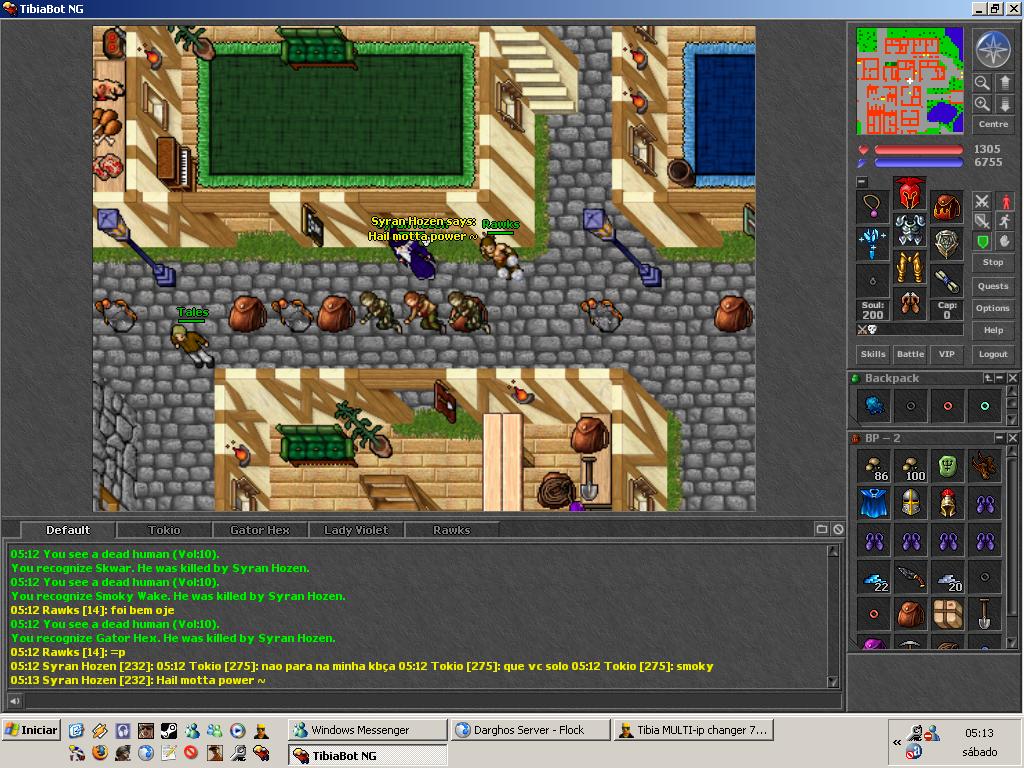 TibiaBot NG
Centre
1305
6755
Syran Hozen says:
Hail motta power ~
Rawks
Tales
Soul:
200
Cap:
0
Stop
Quests
Options
Help
Skills
Battle
VIP
Logout
Backpack
BP - 2
86
100
22
20
Default
Tokio
Gator Hex
Lady Violet
Rawks
05:12 You see a dead human (Vol:10).
You recognize Skwar. He was killed by Syran Hozen.
05:12 You see a dead human (Vol:10).
You recognize Smoky Wake. He was killed by Syran Hozen.
05:12 Rawks [14]: foi bem oje
05:12 You see a dead human (Vol:10).
You recognize Gator Hex. He was killed by Syran Hozen.
05:12 Rawks [14]: =p
05:12 Syran Hozen [232]: 05:12 Tokio [275]: nao para na minha kbça 05:12 Tokio [275]: que vc solo 05:12 Tokio [275]: smoky
05:13 Syran Hozen [232]: Hail motta power ~
Iniciar
Windows Messenger
Darghos Server - Flock
Tibia MULTI-ip changer 7...
TibiaBot NG
«
05:13
sábado